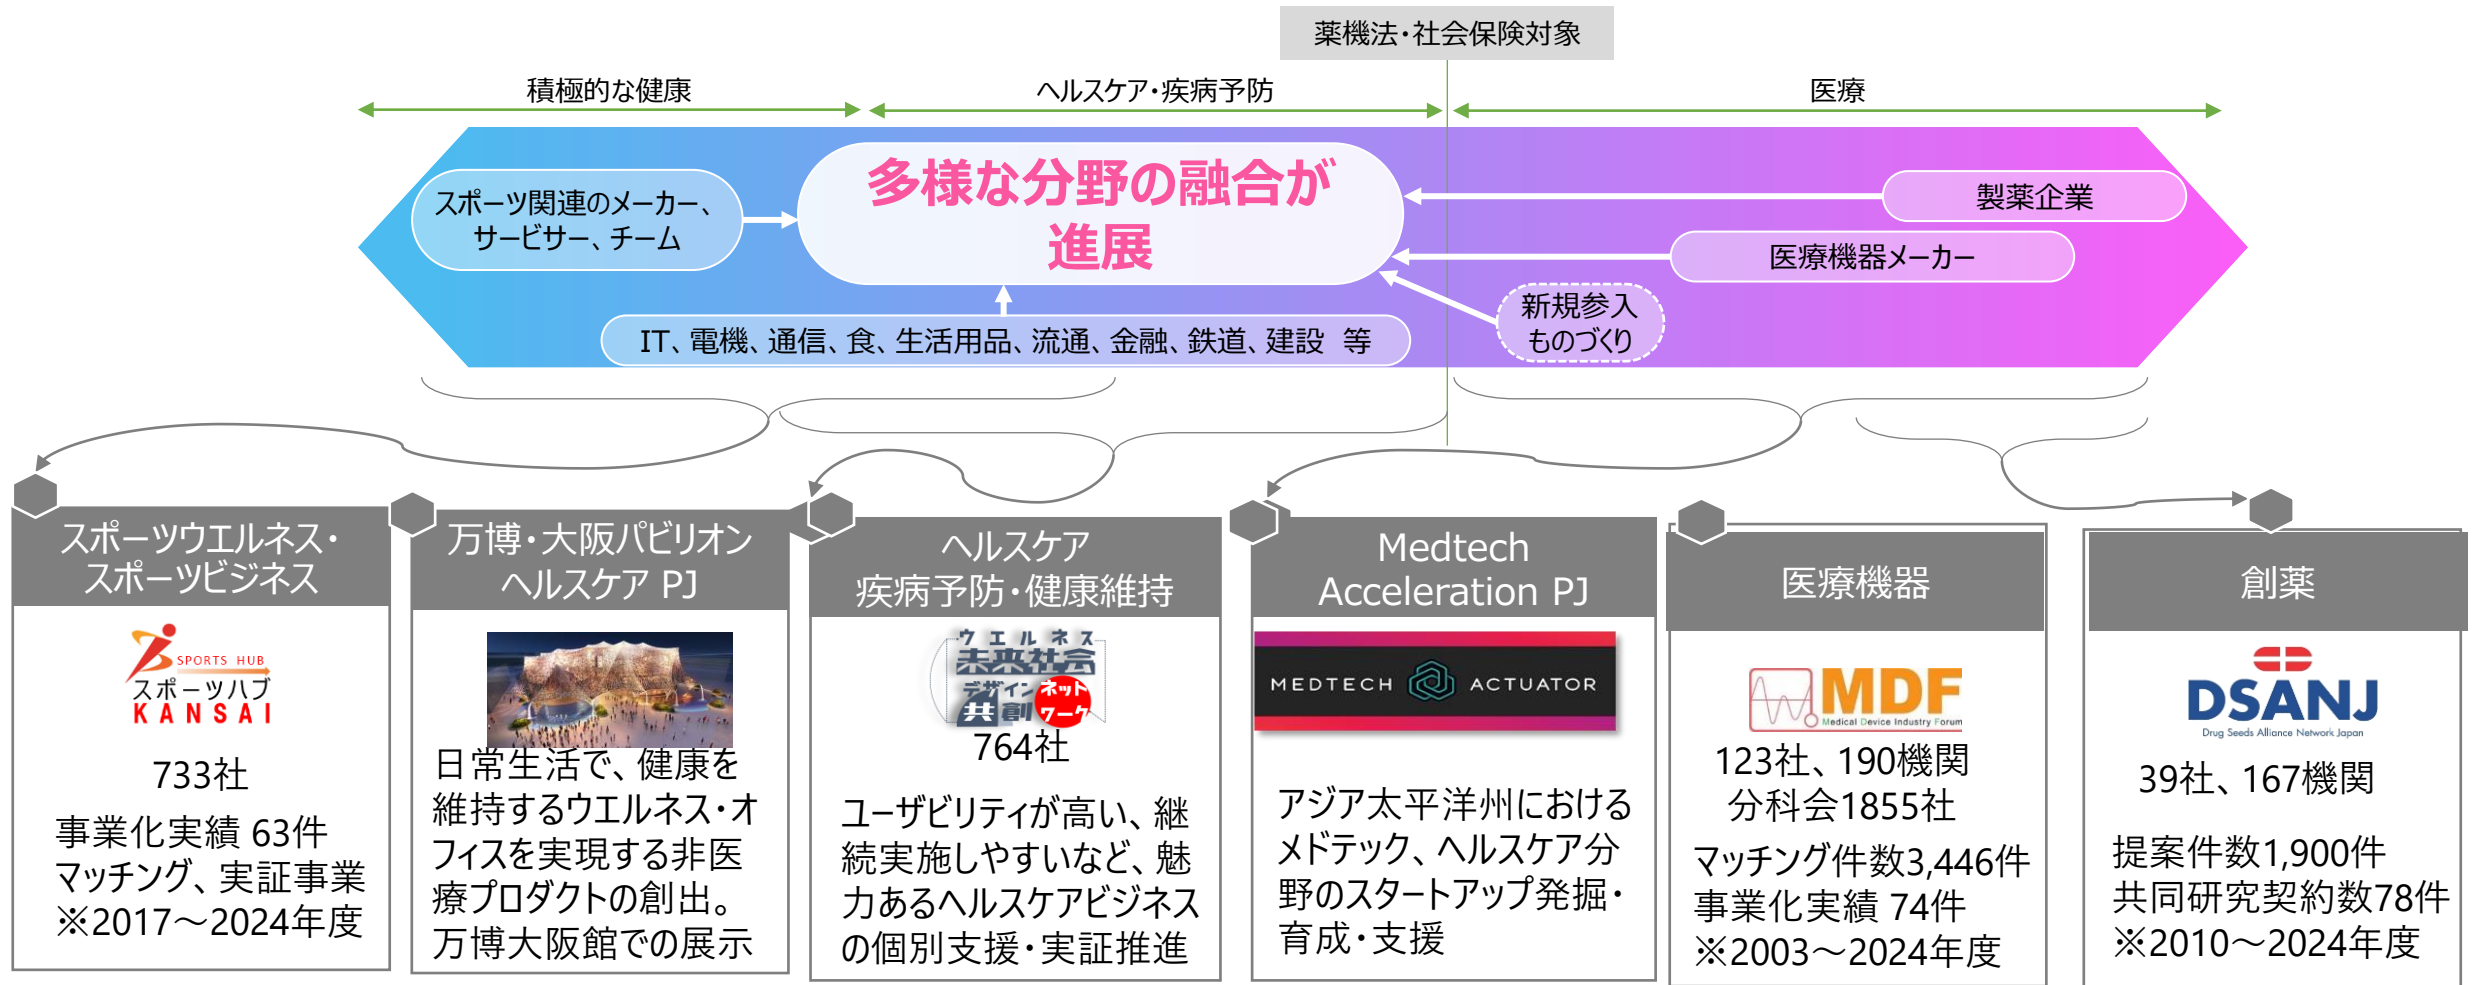 薬機法・社会保険対象
積極的な健康
ヘルスケア・疾病予防
医療
多様な分野の融合が
進展
スポーツ関連のメーカー、
サービサー、チーム
製薬企業
医療機器メーカー
新規参入
ものづくり
IT、電機、通信、食、生活用品、流通、金融、鉄道、建設 等
スポーツウエルネス・
スポーツビジネス
SPORTS HUB
スポーツハブ
KANSAI
733社
事業化実績 63件
マッチング、実証事業
※2017～2024年度
万博・大阪パビリオン
ヘルスケア PJ
日常生活で、健康を
維持するウエルネス・オ
フィスを実現する非医
療プロダクトの創出。
万博大阪館での展示
ヘルスケア
疾病予防・健康維持
ウエルネス
未来社会
デザイン
共創
ネット
ワーク
764社
ユーザビリティが高い、継
続実施しやすいなど、魅
力あるヘルスケアビジネス
の個別支援・実証推進
Medtech
Acceleration PJ
MEDTECH ACTUATOR
アジア太平洋州における
メドテック、ヘルスケア分
野のスタートアップ発掘・
育成・支援
医療機器
MDF
Medical Device Industry Forum
123社、190機関
分科会1855社
マッチング件数3,446件
事業化実績 74件
※2003～2024年度
創薬
DSANJ
Drug Seeds Alliance Network Japan
39社、167機関
提案件数1,900件
共同研究契約数78件
※2010～2024年度